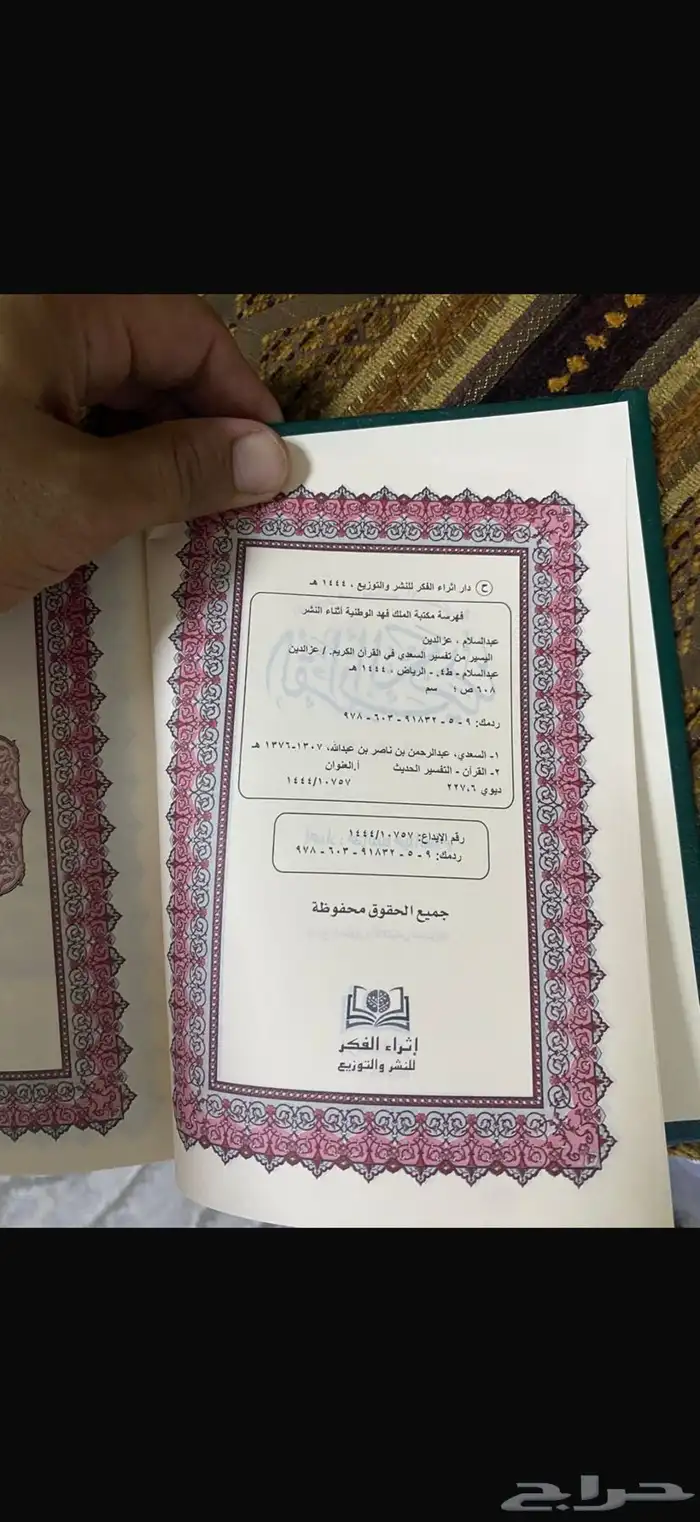 ح دار اثراء الفكر للنشر والتوزيع ، ١٤٤٤ هـ
فهرسة مكتبة الملك فهد الوطنية أثناء النشر
عبدالسلام ، عزالدين
اليسير من تفسير السعدي في القرآن الكريم. / عزالدين
عبدالسلام - ط٤. - الرياض ، ١٤٤٤ هـ
٦٠٨ ص ؛ سم
ردمك: ٩ - ٥ - ٩١٨٣٢ - ٦٠٣ - ٩٧٨
١- السعدي، عبدالرحمن بن ناصر بن عبدالله، ١٣٠٧-١٣٧٦ هـ
٢- القرآن - التفسير الحديث أ.العنوان
ديوي ٢٢٧،٦ ١٤٤٤/١٠٧٥٧
رقم الإيداع: ١٤٤٤/١٠٧٥٧
ردمك: ٩ - ٥ - ٩١٨٣٢ - ٦٠٣ - ٩٧٨
جميع الحقوق محفوظة
إثراء الفكر
للنشر والتوزيع
حراج